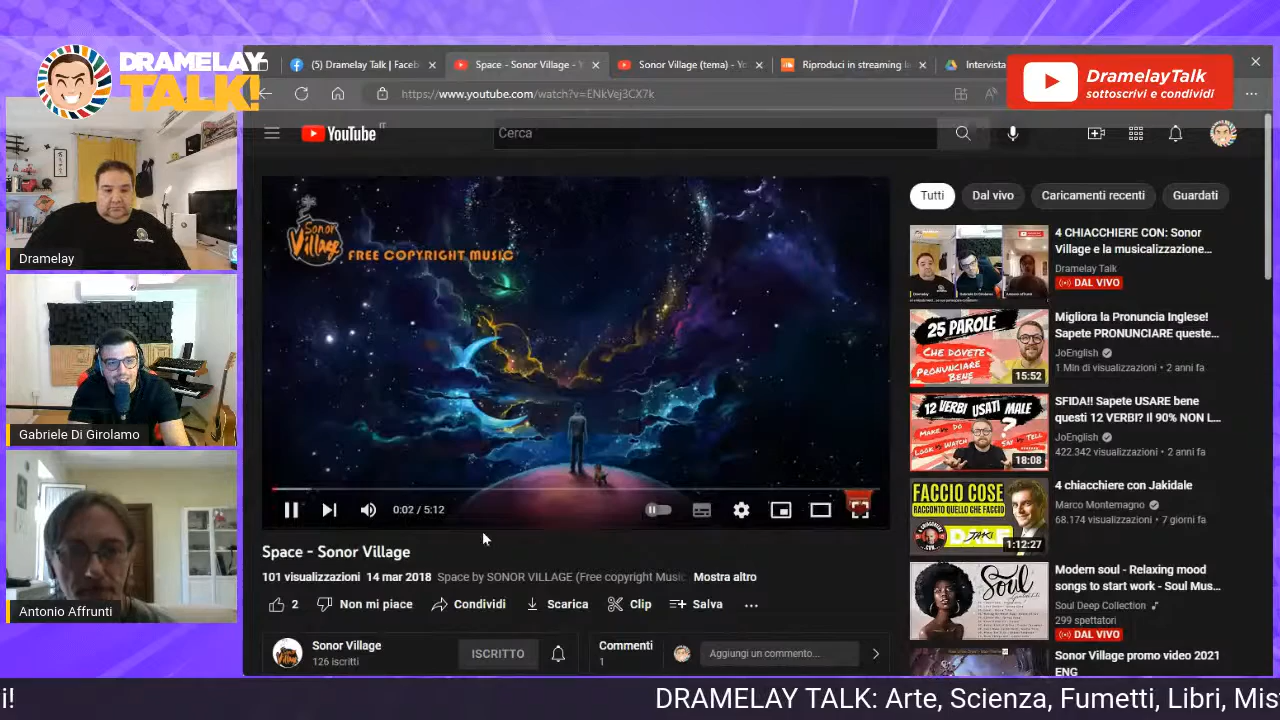 DRAMELAY
TALK!
(5) Dramelay Talk | Faceb
Space - Sonor Village -
Sonor Village (tema) - Yo
Riproduci in streaming b
Intervista
DramelayTalk
sottoscrivi e condividi
https://www.youtube.com/watch?v=ENkVej3CX7k
YouTube IT
Cerca
Dramelay
Gabriele Di Girolamo
Antonio Affrunti
Sonor
Village
FREE COPYRIGHT MUSIC
0:02 / 5:12
Space - Sonor Village
101 visualizzazioni 14 mar 2018 Space by SONOR VILLAGE (Free copyright Music
Mostra altro
2 Non mi piace Condividi Scarica Clip Salva
Sonor Village
126 iscritti
ISCRITTO
Commenti
1
Aggiungi un commento...
Tutti
Dal vivo
Caricamenti recenti
Guardati
4 CHIACCHIERE CON: Sonor
Village e la musicalizzazione...
Dramelay Talk
DAL VIVO
25 PAROLE
CHE DOVETE
PRONUNCIARE
BENE
15:52
Migliora la Pronuncia Inglese!
Sapete PRONUNCIARE queste...
JoEnglish
1 Mln di visualizzazioni • 2 anni fa
12 VERBI USATI MALE
18:08
SFIDA!! Sapete USARE bene
questi 12 VERBI? Il 90% NON L...
JoEnglish
422.342 visualizzazioni • 2 anni fa
FACCIO COSE
RACCONTO QUELLO CHE FACCIO
1:12:27
4 chiacchiere con Jakidale
Marco Montemagno
68.174 visualizzazioni • 7 giorni fa
Soul
Modern soul - Relaxing mood
songs to start work - Soul Mus...
Soul Deep Collection
299 spettatori
DAL VIVO
Sonor Village promo video 2021
ENG
i!
DRAMELAY TALK: Arte, Scienza, Fumetti, Libri, Mis